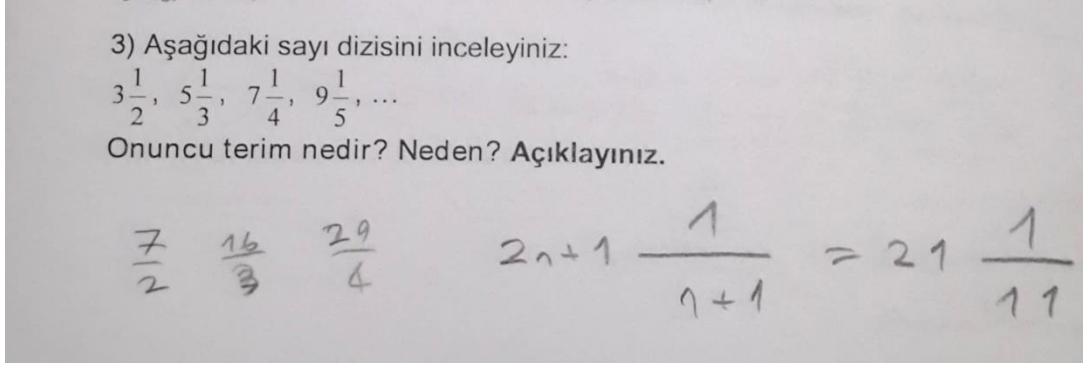 3) Aşağıdaki sayı dizisini inceleyiniz:
3 1/2, 5 1/3, 7 1/4, 9 1/5, ...
Onuncu terim nedir? Neden? Açıklayınız.
7/2 16/3 29/4 2n+1 1/n+1 = 21 1/11